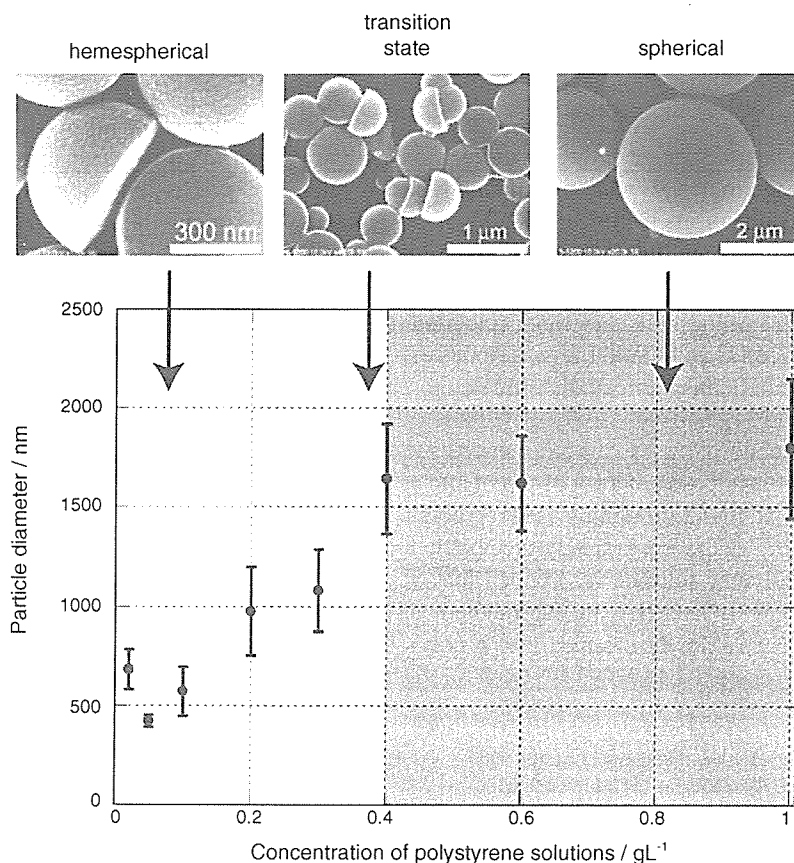 hemespherical
transition
state
spherical
300 nm
1 µm
2 µm
2500
2000
1500
1000
500
0
Particle diameter / nm
0
0.2
0.4
0.6
0.8
1
Concentration of polystyrene solutions / gL⁻¹